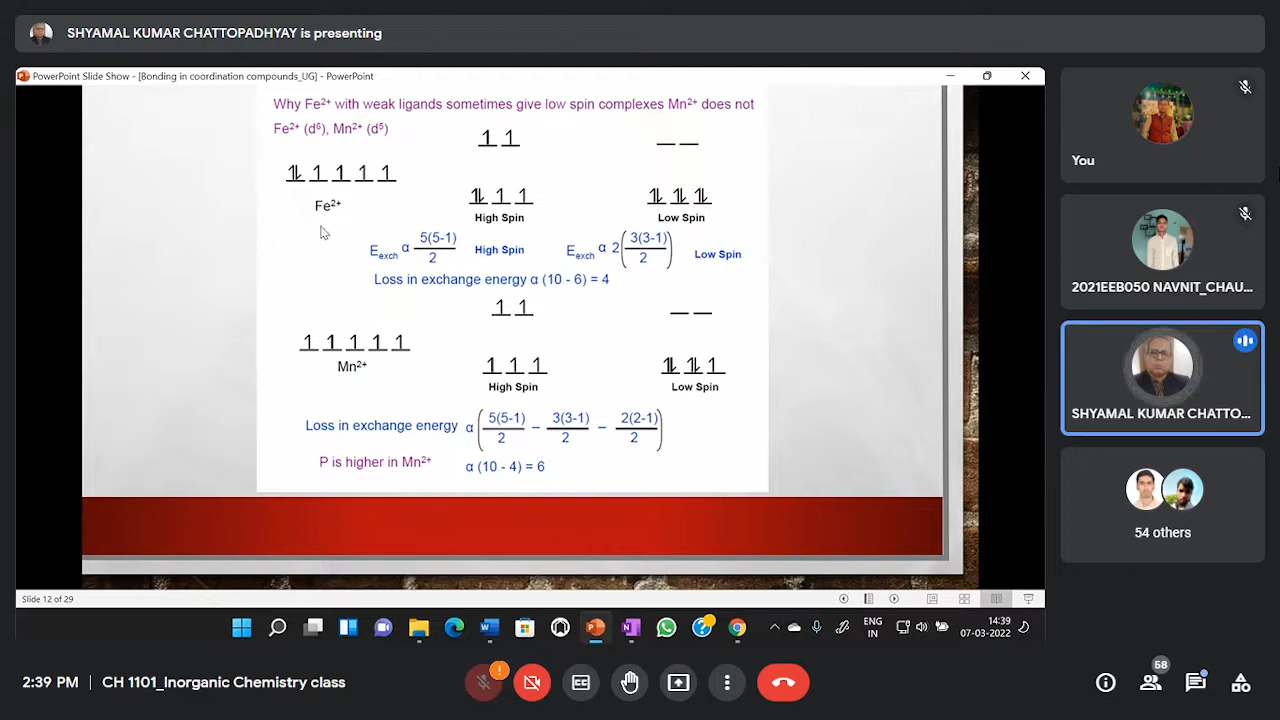 SHYAMAL KUMAR CHATTOPADHYAY is presenting
PowerPoint Slide Show - [Bonding in coordination compounds_UG] - PowerPoint
Why Fe²⁺ with weak ligands sometimes give low spin complexes Mn²⁺ does not
Fe²⁺ (d⁶), Mn²⁺ (d⁵)
Fe²⁺
High Spin
Low Spin
E_exch α 5(5-1)/2 High Spin
E_exch α 2(3(3-1)/2) Low Spin
Loss in exchange energy α (10 - 6) = 4
Mn²⁺
High Spin
Low Spin
Loss in exchange energy α (5(5-1)/2 – 3(3-1)/2 – 2(2-1)/2)
P is higher in Mn²⁺ α (10 - 4) = 6
Slide 12 of 29
ENG
IN
14:39
07-03-2022
You
2021EEB050 NAVNIT_CHAU...
SHYAMAL KUMAR CHATTO...
54 others
2:39 PM | CH 1101_Inorganic Chemistry class
58